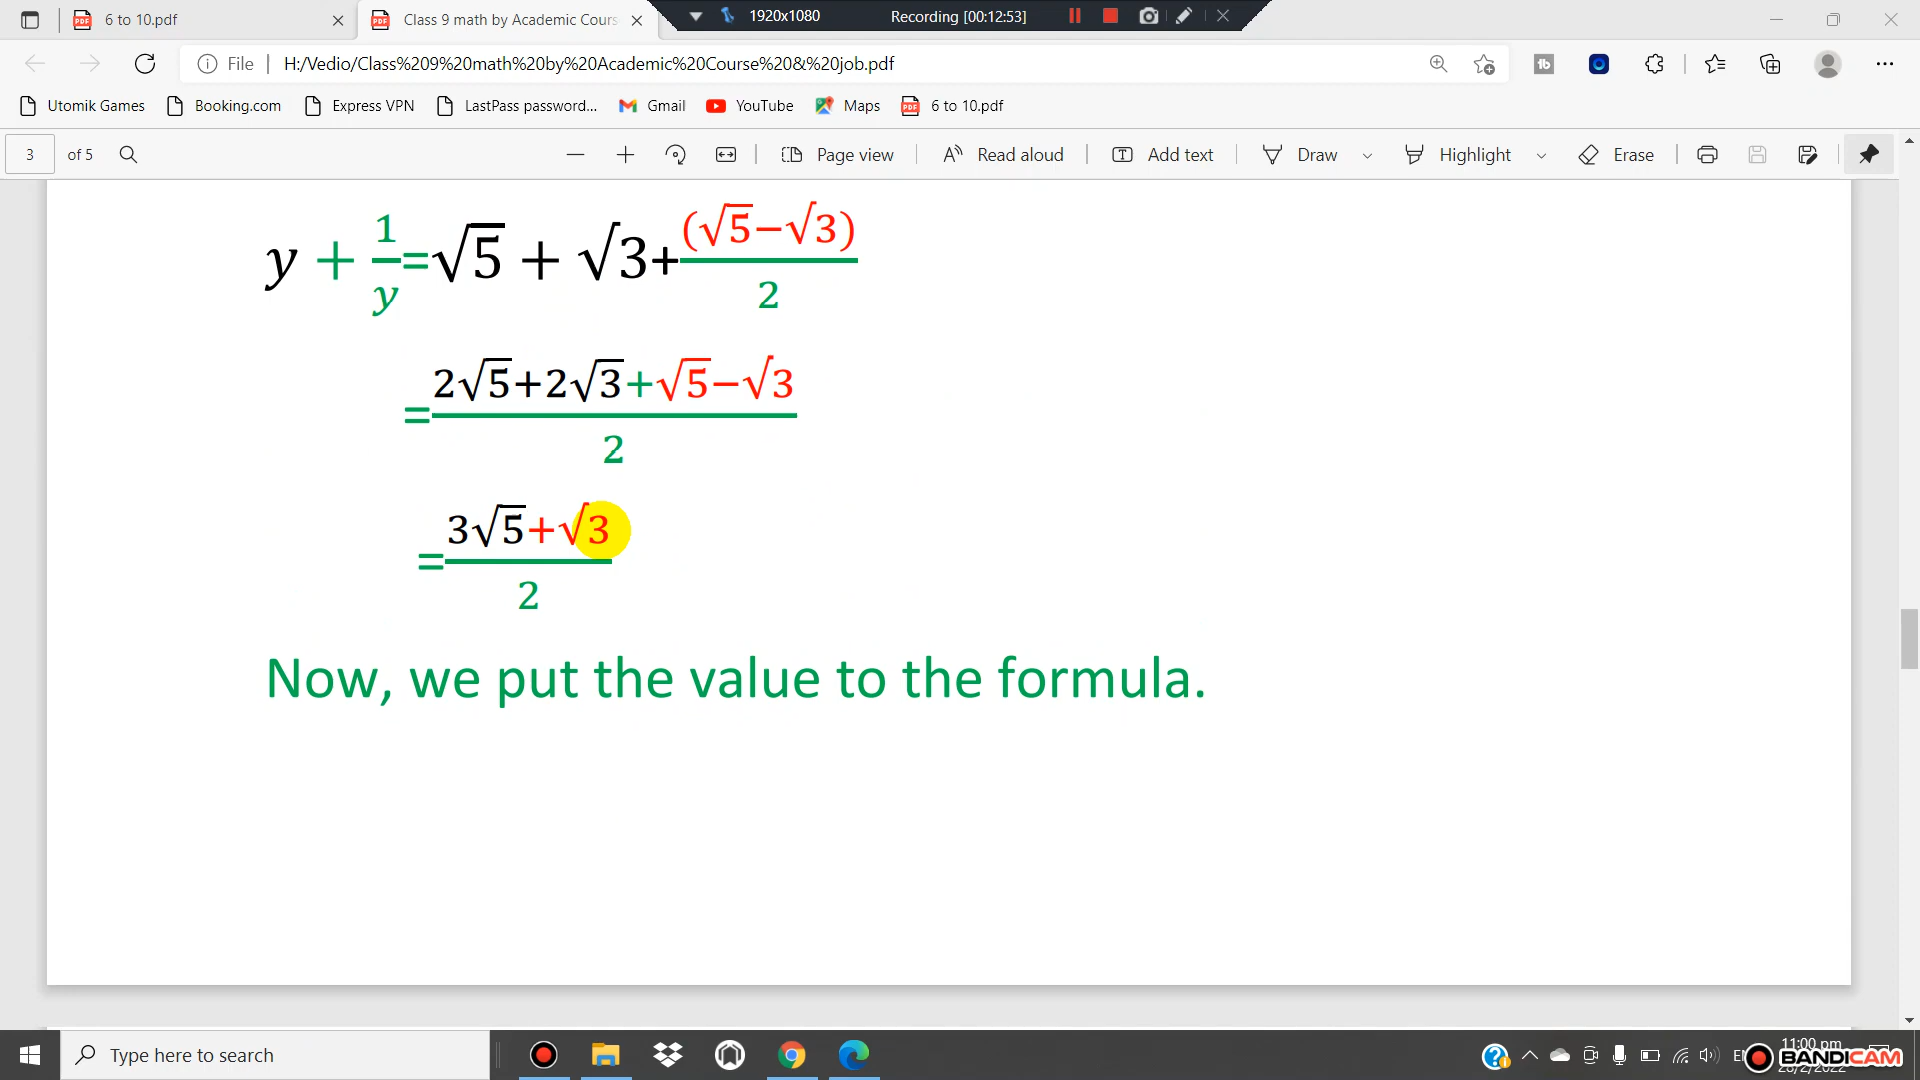 6 to 10.pdf
Class 9 math by Academic Cours
1920x1080
Recording [00:12:53]
File
H:/Vedio/Class%209%20math%20by%20Academic%20Course%20&%20job.pdf
Utomik Games
Booking.com
Express VPN
LastPass password...
Gmail
YouTube
Maps
6 to 10.pdf
3 of 5
Page view
Read aloud
Add text
Draw
Highlight
Erase
y + 1/y = √5 + √3 + (√5−√3)/2
= (2√5+2√3+√5−√3)/2
= (3√5+√3)/2
Now, we put the value to the formula.
Type here to search
11:00 pm
BANDICAM